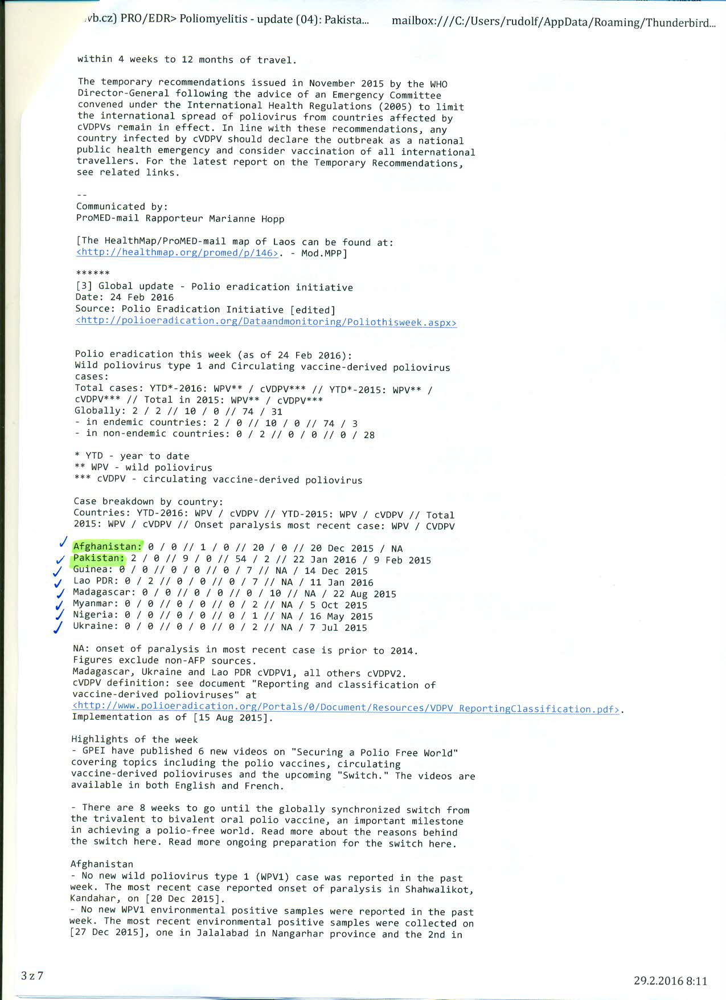 .vb.cz) PRO/EDR> Poliomyelitis - update (04): Pakista... mailbox:///C:/Users/rudolf/AppData/Roaming/Thunderbird...
within 4 weeks to 12 months of travel.
The temporary recommendations issued in November 2015 by the WHO
Director-General following the advice of an Emergency Committee
convened under the International Health Regulations (2005) to limit
the international spread of poliovirus from countries affected by
cVDPVs remain in effect. In line with these recommendations, any
country infected by cVDPV should declare the outbreak as a national
public health emergency and consider vaccination of all international
travellers. For the latest report on the Temporary Recommendations,
see related links.
--
Communicated by:
ProMED-mail Rapporteur Marianne Hopp
[The HealthMap/ProMED-mail map of Laos can be found at:
<http://healthmap.org/promed/p/146>. - Mod.MPP]
******
[3] Global update - Polio eradication initiative
Date: 24 Feb 2016
Source: Polio Eradication Initiative [edited]
<http://polioeradication.org/Dataandmonitoring/Poliothisweek.aspx>
Polio eradication this week (as of 24 Feb 2016):
Wild poliovirus type 1 and Circulating vaccine-derived poliovirus
cases:
Total cases: YTD*-2016: WPV** / cVDPV*** // YTD*-2015: WPV** /
cVDPV*** // Total in 2015: WPV** / cVDPV***
Globally: 2 / 2 // 10 / 0 // 74 / 31
- in endemic countries: 2 / 0 // 10 / 0 // 74 / 3
- in non-endemic countries: 0 / 2 // 0 / 0 // 0 / 28
* YTD - year to date
** WPV - wild poliovirus
*** cVDPV - circulating vaccine-derived poliovirus
Case breakdown by country:
Countries: YTD-2016: WPV / cVDPV // YTD-2015: WPV / cVDPV // Total
2015: WPV / cVDPV // Onset paralysis most recent case: WPV / CVDPV
Afghanistan: 0 / 0 // 1 / 0 // 20 / 0 // 20 Dec 2015 / NA
Pakistan: 2 / 0 // 9 / 0 // 54 / 2 // 22 Jan 2016 / 9 Feb 2015
Guinea: 0 / 0 // 0 / 0 // 0 / 7 // NA / 14 Dec 2015
Lao PDR: 0 / 2 // 0 / 0 // 0 / 7 // NA / 11 Jan 2016
Madagascar: 0 / 0 // 0 / 0 // 0 / 10 // NA / 22 Aug 2015
Myanmar: 0 / 0 // 0 / 0 // 0 / 2 // NA / 5 Oct 2015
Nigeria: 0 / 0 // 0 / 0 // 0 / 1 // NA / 16 May 2015
Ukraine: 0 / 0 // 0 / 0 // 0 / 2 // NA / 7 Jul 2015
NA: onset of paralysis in most recent case is prior to 2014.
Figures exclude non-AFP sources.
Madagascar, Ukraine and Lao PDR cVDPV1, all others cVDPV2.
cVDPV definition: see document "Reporting and classification of
vaccine-derived polioviruses" at
<http://www.polioeradication.org/Portals/0/Document/Resources/VDPV_ReportingClassification.pdf>.
Implementation as of [15 Aug 2015].
Highlights of the week
- GPEI have published 6 new videos on "Securing a Polio Free World"
covering topics including the polio vaccines, circulating
vaccine-derived polioviruses and the upcoming "Switch." The videos are
available in both English and French.
- There are 8 weeks to go until the globally synchronized switch from
the trivalent to bivalent oral polio vaccine, an important milestone
in achieving a polio-free world. Read more about the reasons behind
the switch here. Read more ongoing preparation for the switch here.
Afghanistan
- No new wild poliovirus type 1 (WPV1) case was reported in the past
week. The most recent case reported onset of paralysis in Shahwalikot,
Kandahar, on [20 Dec 2015].
- No new WPV1 environmental positive samples were reported in the past
week. The most recent environmental positive samples were collected on
[27 Dec 2015], one in Jalalabad in Nangarhar province and the 2nd in
3 z 7 29.2.2016 8:11